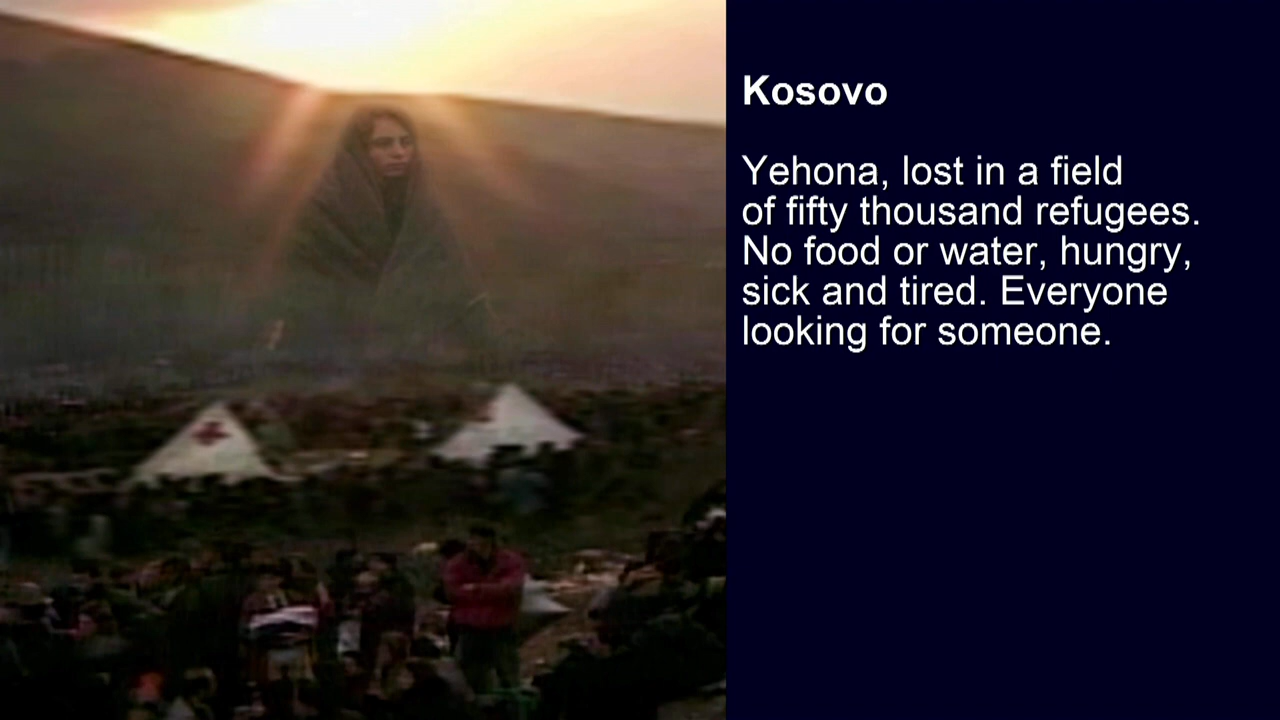 Kosovo
Yehona, lost in a field
of fifty thousand refugees.
No food or water, hungry,
sick and tired. Everyone
looking for someone.